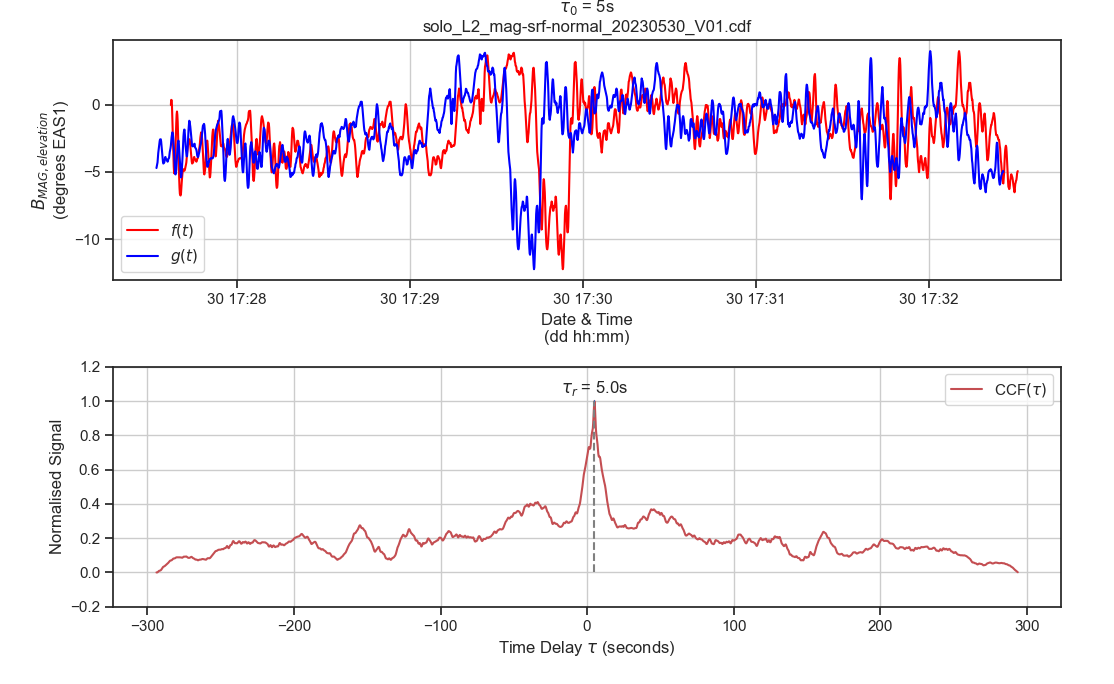 τ₀ = 5s
solo_L2_mag-srf-normal_20230530_V01.cdf
B_MAG, elevation
(degrees EAS1)
0
−5
−10
f(t)
g(t)
30 17:28 30 17:29 30 17:30 30 17:31 30 17:32
Date & Time
(dd hh:mm)
Normalised Signal
1.2
1.0
0.8
0.6
0.4
0.2
0.0
−0.2
τᵣ = 5.0s
CCF(τ)
−300 −200 −100 0 100 200 300
Time Delay τ (seconds)